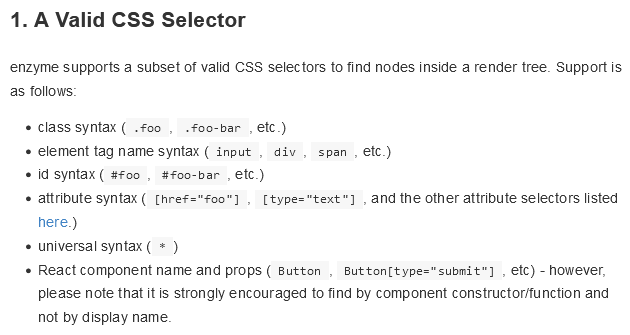 1. A Valid CSS Selector
enzyme supports a subset of valid CSS selectors to find nodes inside a render tree. Support is
as follows:
• class syntax ( .foo , .foo-bar , etc.)
• element tag name syntax ( input , div , span , etc.)
• id syntax ( #foo , #foo-bar , etc.)
• attribute syntax ( [href="foo"] , [type="text"] , and the other attribute selectors listed
here.)
• universal syntax ( * )
• React component name and props ( Button , Button[type="submit"] , etc) - however,
please note that it is strongly encouraged to find by component constructor/function and
not by display name.